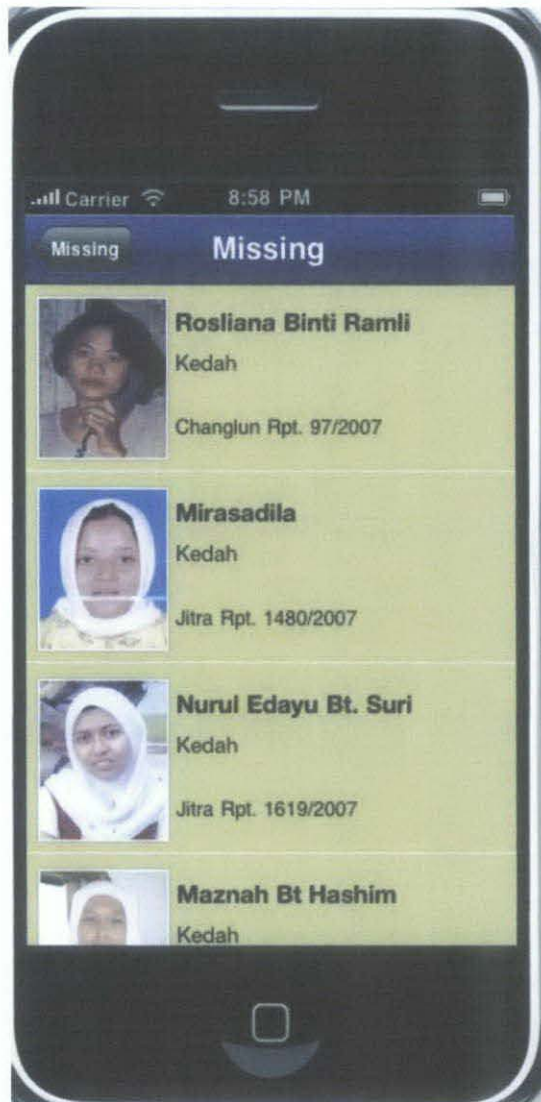 Carrier 8:58 PM
Missing Missing
Rosliana Binti Ramli
Kedah
Changlun Rpt. 97/2007
Mirasadila
Kedah
Jitra Rpt. 1480/2007
Nurul Edayu Bt. Suri
Kedah
Jitra Rpt. 1619/2007
Maznah Bt Hashim
Kedah